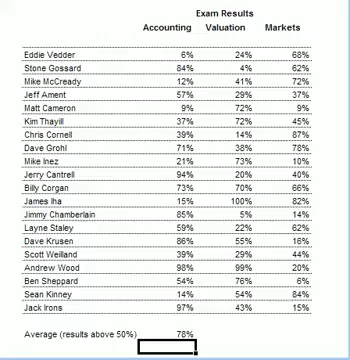 Exam Results
Accounting Valuation Markets
Eddie Vedder 6% 24% 68%
Stone Gossard 84% 4% 62%
Mike McCready 12% 41% 72%
Jeff Ament 57% 29% 37%
Matt Cameron 9% 72% 9%
Kim Thayill 37% 72% 45%
Chris Cornell 39% 14% 87%
Dave Grohl 71% 38% 78%
Mike Inez 21% 73% 10%
Jerry Cantrell 94% 20% 40%
Billy Corgan 73% 70% 66%
James Iha 15% 100% 82%
Jimmy Chamberlain 85% 5% 14%
Layne Staley 59% 22% 62%
Dave Krusen 86% 55% 16%
Scott Weilland 39% 29% 44%
Andrew Wood 98% 99% 20%
Ben Sheppard 54% 76% 6%
Sean Kinney 14% 54% 84%
Jack Irons 97% 43% 15%
Average (results above 50%) 78%